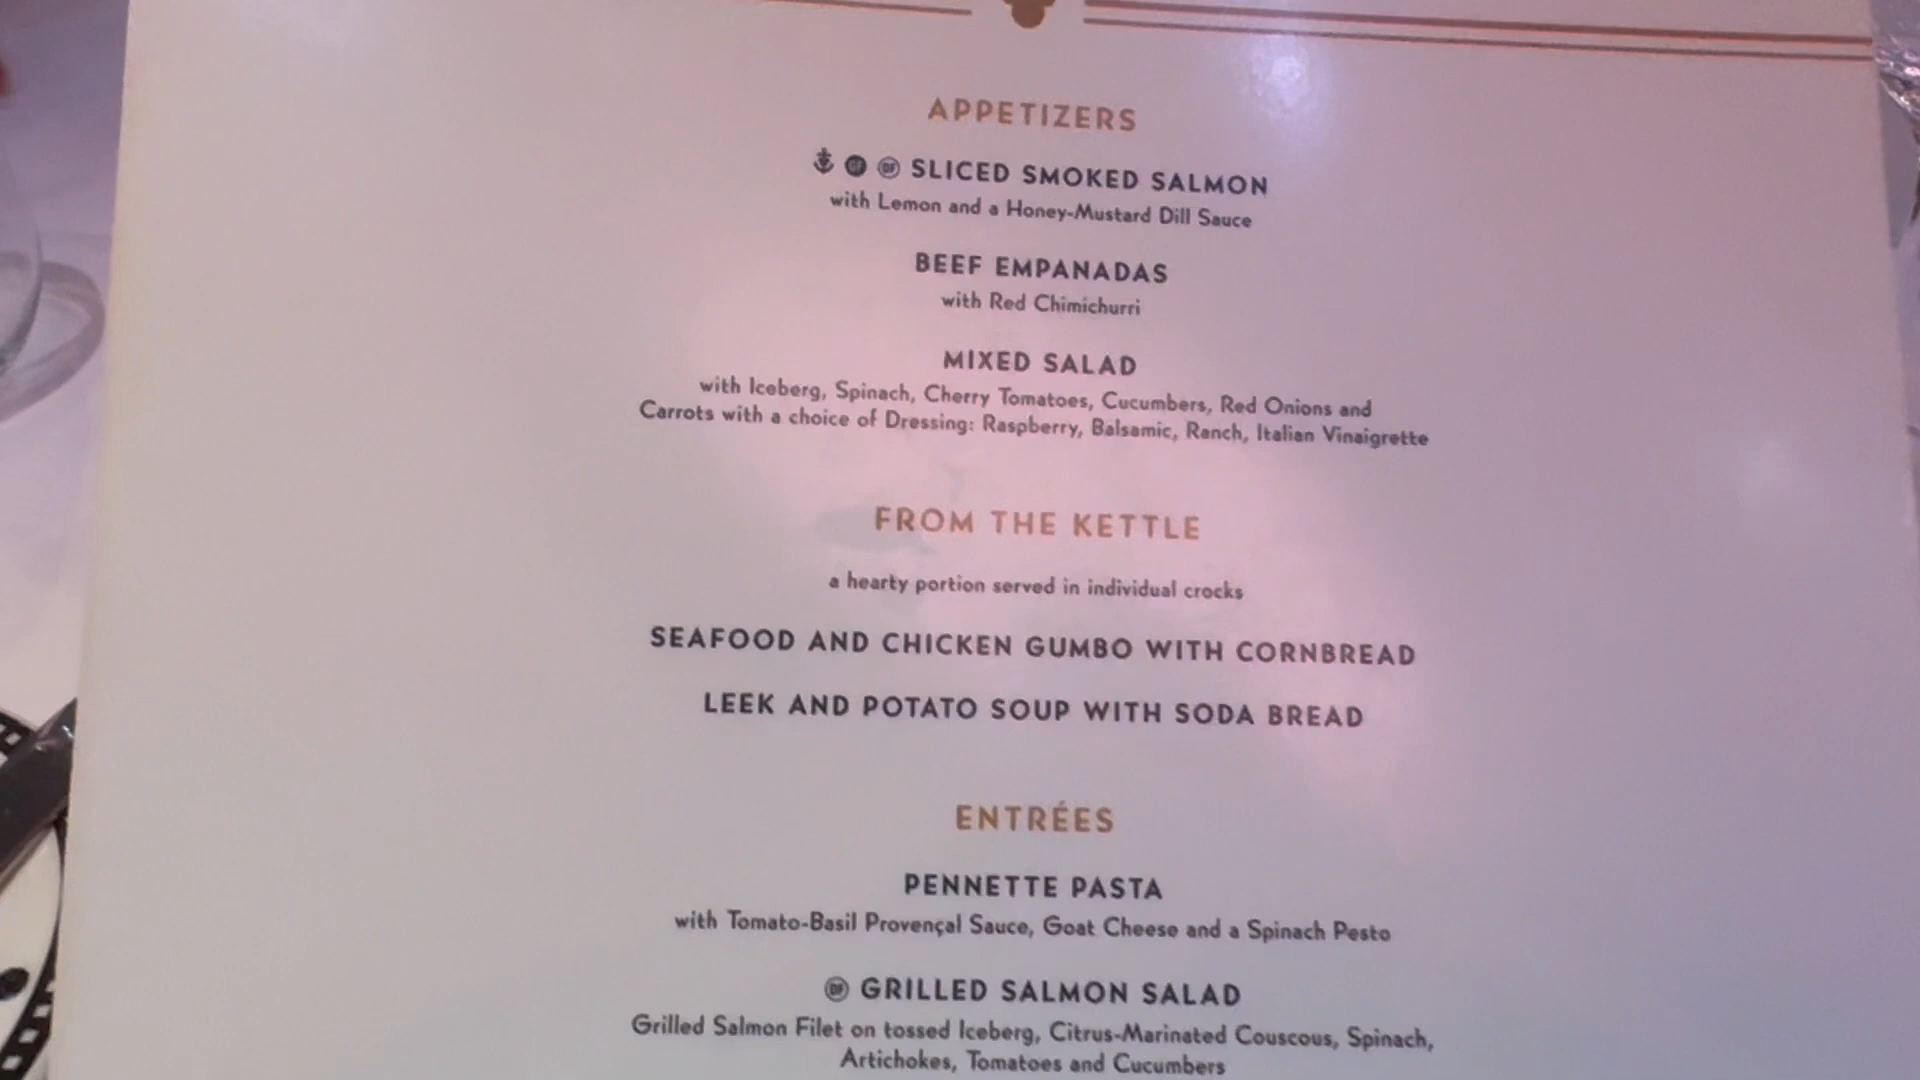 APPETIZERS
GF DF SLICED SMOKED SALMON
with Lemon and a Honey-Mustard Dill Sauce
BEEF EMPANADAS
with Red Chimichurri
MIXED SALAD
with Iceberg, Spinach, Cherry Tomatoes, Cucumbers, Red Onions and
Carrots with a choice of Dressing: Raspberry, Balsamic, Ranch, Italian Vinaigrette
FROM THE KETTLE
a hearty portion served in individual crocks
SEAFOOD AND CHICKEN GUMBO WITH CORNBREAD
LEEK AND POTATO SOUP WITH SODA BREAD
ENTRÉES
PENNETTE PASTA
with Tomato-Basil Provençal Sauce, Goat Cheese and a Spinach Pesto
DF GRILLED SALMON SALAD
Grilled Salmon Filet on tossed Iceberg, Citrus-Marinated Couscous, Spinach,
Artichokes, Tomatoes and Cucumbers